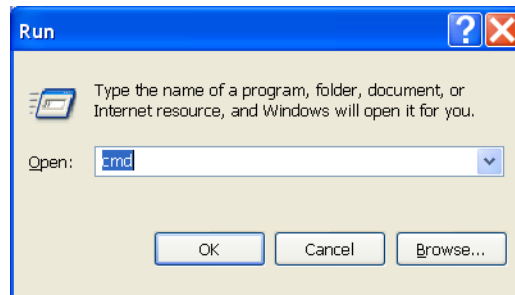 Run
Type the name of a program, folder, document, or
Internet resource, and Windows will open it for you.
Open: cmd
OK Cancel Browse...